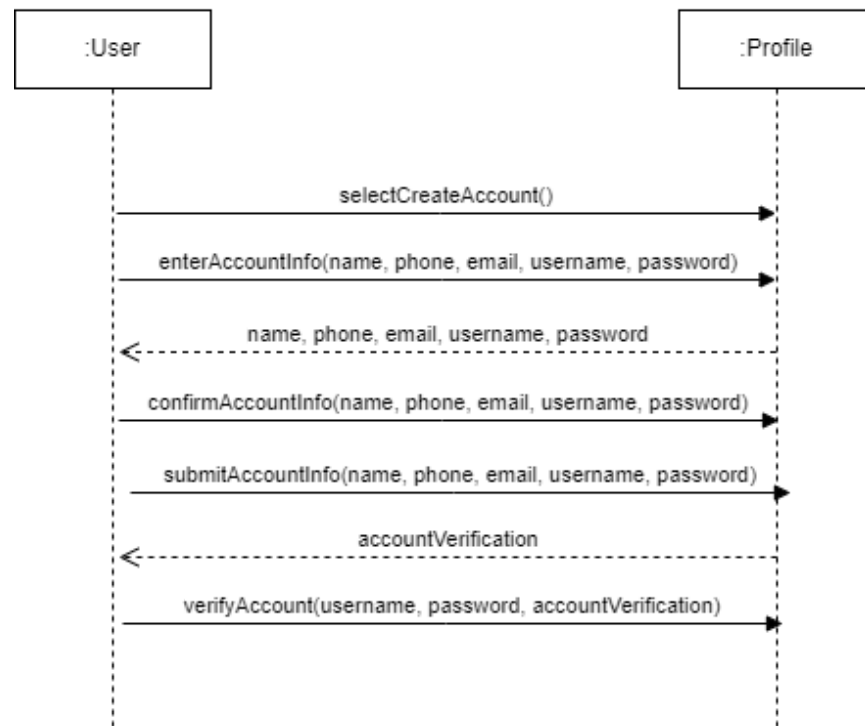 :User
:Profile
selectCreateAccount()
enterAccountInfo(name, phone, email, username, password)
name, phone, email, username, password
confirmAccountInfo(name, phone, email, username, password)
submitAccountInfo(name, phone, email, username, password)
accountVerification
verifyAccount(username, password, accountVerification)